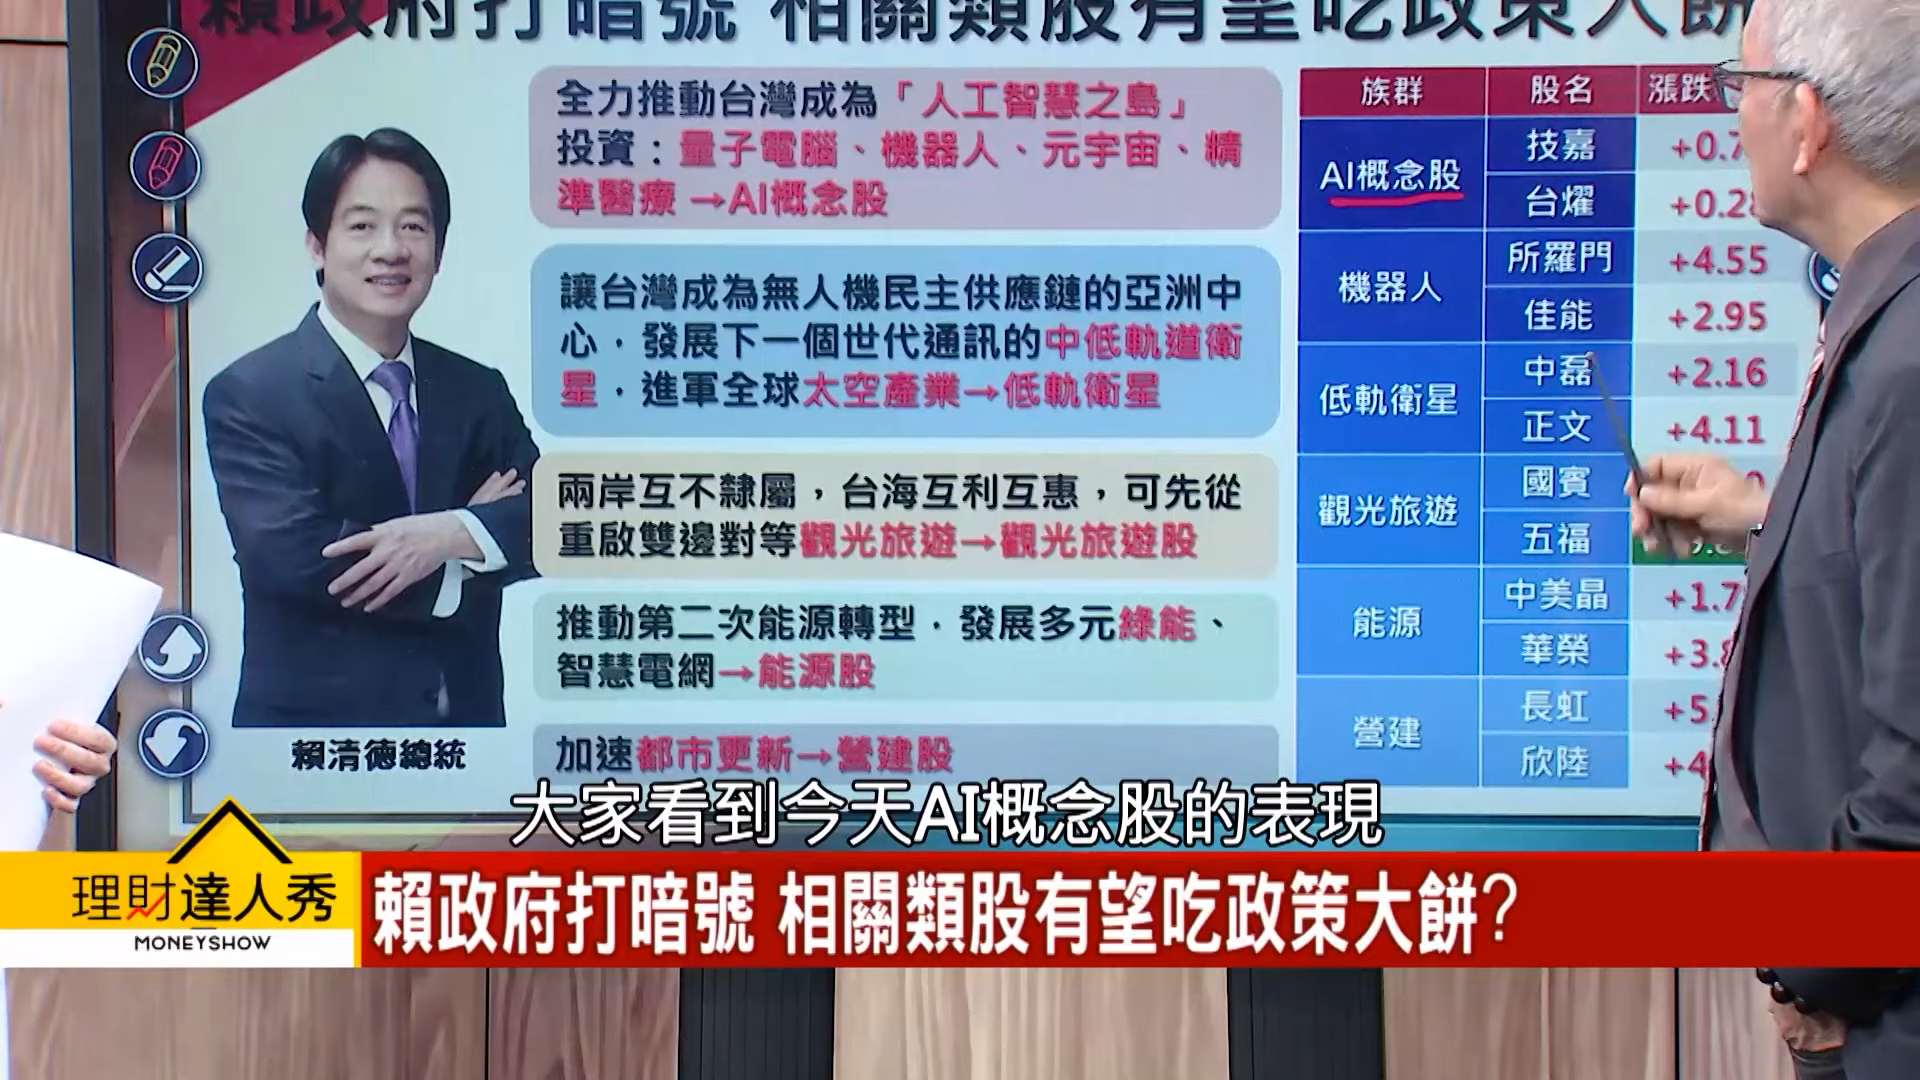 賴政府打暗號 相關類股有望吃政策大餅
全力推動台灣成為「人工智慧之島」
投資：量子電腦、機器人、元宇宙、精
準醫療→AI概念股
讓台灣成為無人機民主供應鏈的亞洲中
心，發展下一個世代通訊的中低軌道衛
星，進軍全球太空產業→低軌衛星
兩岸互不隸屬，台海互利互惠，可先從
重啟雙邊對等觀光旅遊→觀光旅遊股
推動第二次能源轉型，發展多元綠能、
智慧電網→能源股
加速都市更新→營建股
賴清德總統
族群 股名 漲跌
AI概念股
技嘉 +0.7
台燿 +0.28
機器人
所羅門 +4.55
佳能 +2.95
低軌衛星
中磊 +2.16
正文 +4.11
觀光旅遊
國賓
五福
能源
中美晶 +1.7
華榮 +3.8
營建
長虹 +5.
欣陸 +4
大家看到今天AI概念股的表現
理財達人秀
MONEYSHOW
賴政府打暗號 相關類股有望吃政策大餅?